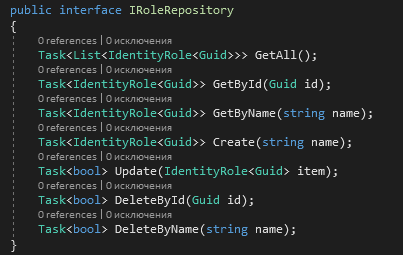 public interface IRoleRepository
{
0 references | 0 исключения
Task<List<IdentityRole<Guid>>> GetAll();
0 references | 0 исключения
Task<IdentityRole<Guid>> GetById(Guid id);
0 references | 0 исключения
Task<IdentityRole<Guid>> GetByName(string name);
0 references | 0 исключения
Task<IdentityRole<Guid>> Create(string name);
0 references | 0 исключения
Task<bool> Update(IdentityRole<Guid> item);
0 references | 0 исключения
Task<bool> DeleteById(Guid id);
0 references | 0 исключения
Task<bool> DeleteByName(string name);
}